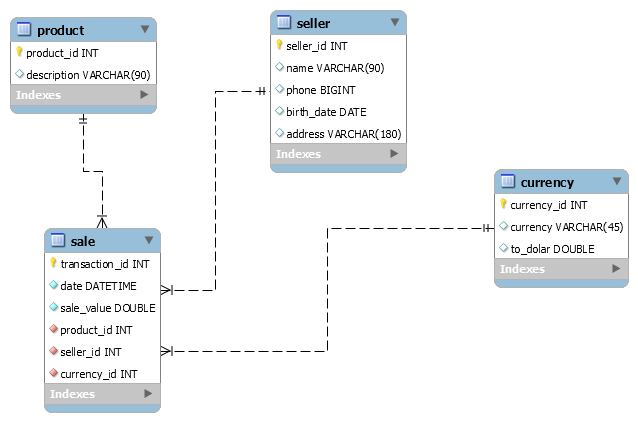 product
product_id INT
description VARCHAR(90)
Indexes
seller
seller_id INT
name VARCHAR(90)
phone BIGINT
birth_date DATE
address VARCHAR(180)
Indexes
currency
currency_id INT
currency VARCHAR(45)
to_dolar DOUBLE
Indexes
sale
transaction_id INT
date DATETIME
sale_value DOUBLE
product_id INT
seller_id INT
currency_id INT
Indexes